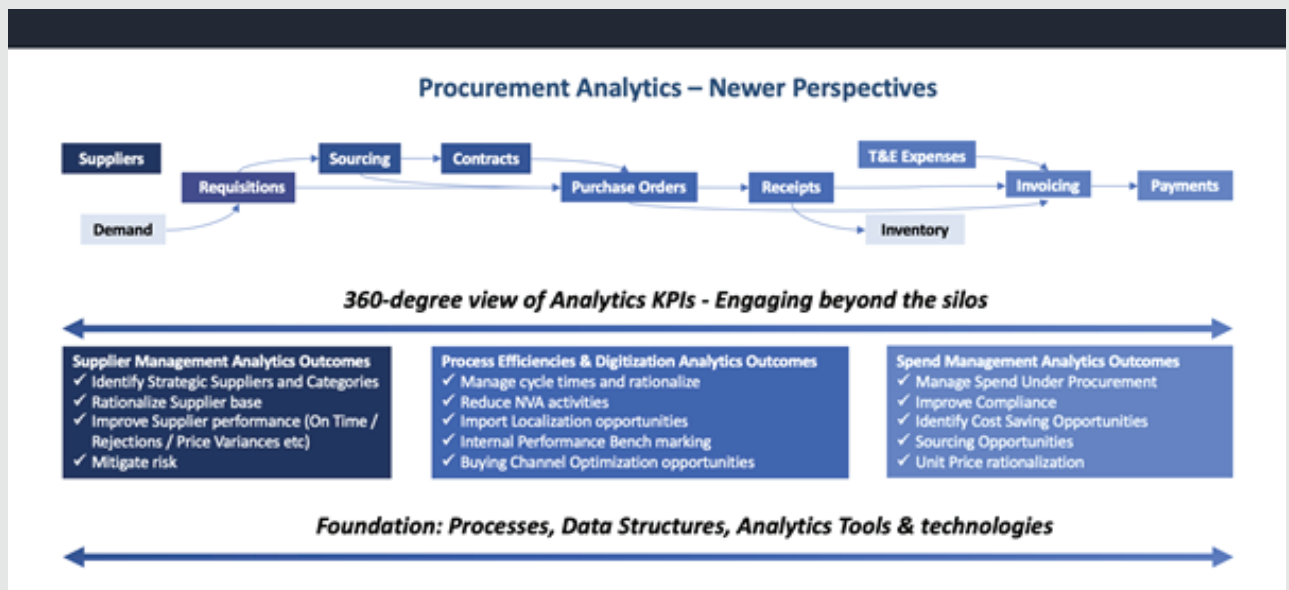 Procurement Analytics – Newer Perspectives
Suppliers
Sourcing
Contracts
T&E Expenses
Requisitions
Purchase Orders
Receipts
Invoicing
Payments
Demand
Inventory
360-degree view of Analytics KPIs - Engaging beyond the silos
Supplier Management Analytics Outcomes
✓ Identify Strategic Suppliers and Categories
✓ Rationalize Supplier base
✓ Improve Supplier performance (On Time /
Rejections / Price Variances etc)
✓ Mitigate risk
Process Efficiencies & Digitization Analytics Outcomes
✓ Manage cycle times and rationalize
✓ Reduce NVA activities
✓ Import Localization opportunities
✓ Internal Performance Bench marking
✓ Buying Channel Optimization opportunities
Spend Management Analytics Outcomes
✓ Manage Spend Under Procurement
✓ Improve Compliance
✓ Identify Cost Saving Opportunities
✓ Sourcing Opportunities
✓ Unit Price rationalization
Foundation: Processes, Data Structures, Analytics Tools & technologies